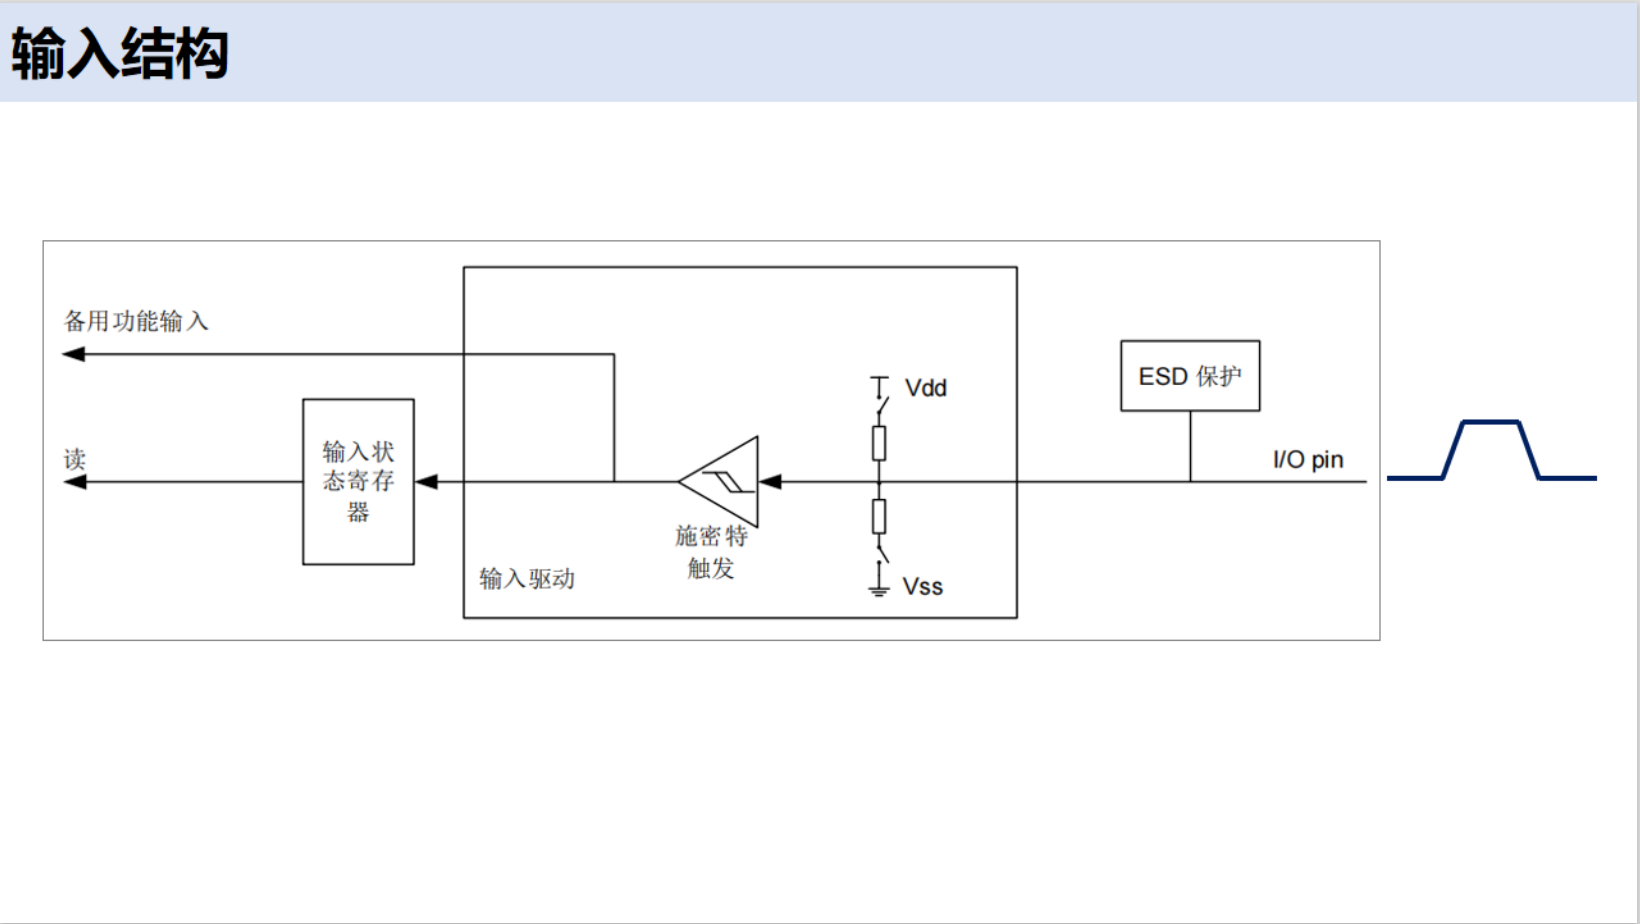 输入结构
备用功能输入
读
输入状
态寄存
器
输入驱动
施密特
触发
Vdd
Vss
ESD 保护
I/O pin